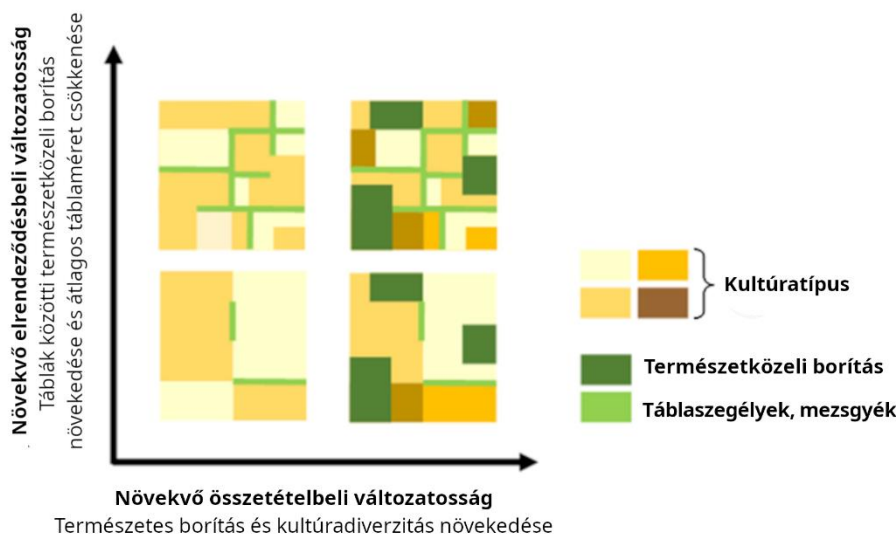 Növekvő elrendeződésbeli változatosság
Táblák közötti természetközeli borítás
növekedése és átlagos táblaméret csökkenése
Kultúratípus
Természetközeli borítás
Táblaszegélyek, mezsgyék
Növekvő összetételbeli változatosság
Természetes borítás és kultúradiverzitás növekedése